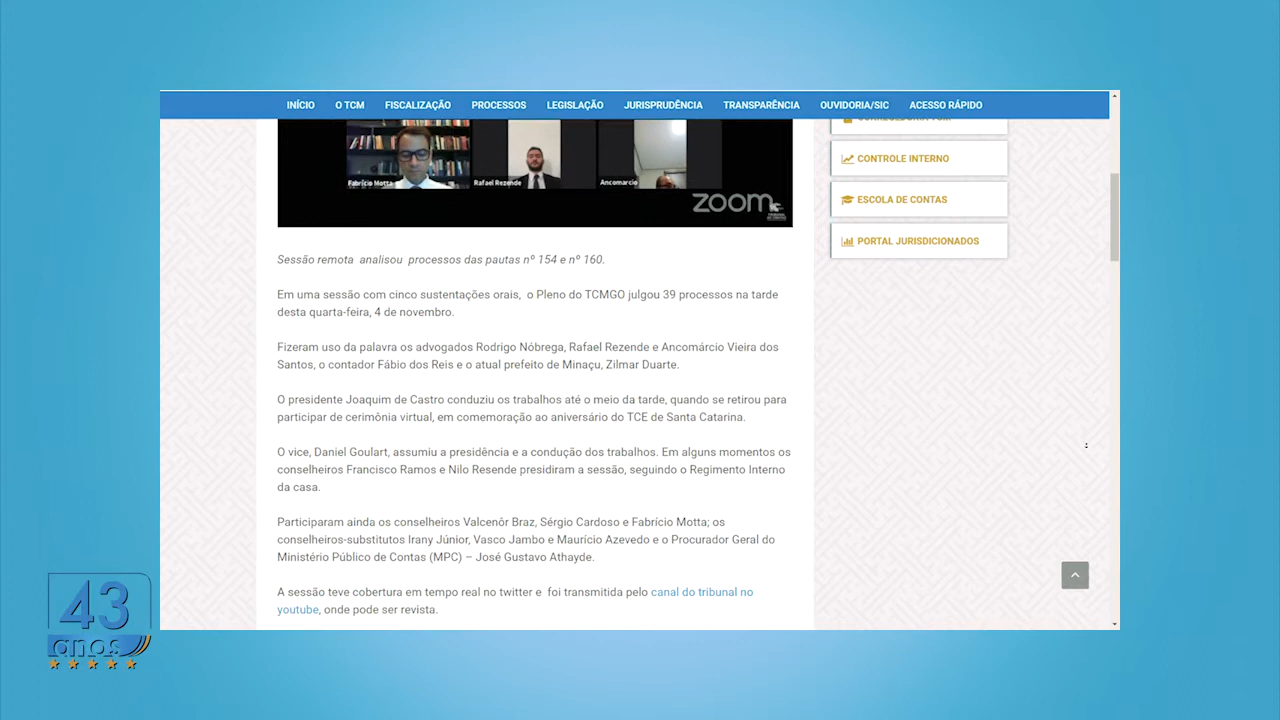 INÍCIO O TCM FISCALIZAÇÃO PROCESSOS LEGISLAÇÃO JURISPRUDÊNCIA TRANSPARÊNCIA OUVIDORIA/SIC ACESSO RÁPIDO
Fabrício Motta Rafael Rezende Ancomarcio
zoom
CONTROLE INTERNO
ESCOLA DE CONTAS
PORTAL JURISDICIONADOS
Sessão remota analisou processos das pautas nº 154 e nº 160.
Em uma sessão com cinco sustentações orais, o Pleno do TCMGO julgou 39 processos na tarde
desta quarta-feira, 4 de novembro.
Fizeram uso da palavra os advogados Rodrigo Nóbrega, Rafael Rezende e Ancomárcio Vieira dos
Santos, o contador Fábio dos Reis e o atual prefeito de Minaçu, Zilmar Duarte.
O presidente Joaquim de Castro conduziu os trabalhos até o meio da tarde, quando se retirou para
participar de cerimônia virtual, em comemoração ao aniversário do TCE de Santa Catarina.
O vice, Daniel Goulart, assumiu a presidência e a condução dos trabalhos. Em alguns momentos os
conselheiros Francisco Ramos e Nilo Resende presidiram a sessão, seguindo o Regimento Interno
da casa.
Participaram ainda os conselheiros Valcenôr Braz, Sérgio Cardoso e Fabrício Motta; os
conselheiros-substitutos Irany Júnior, Vasco Jambo e Maurício Azevedo e o Procurador Geral do
Ministério Público de Contas (MPC) – José Gustavo Athayde.
A sessão teve cobertura em tempo real no twitter e foi transmitida pelo canal do tribunal no
youtube, onde pode ser revista.
43
anos